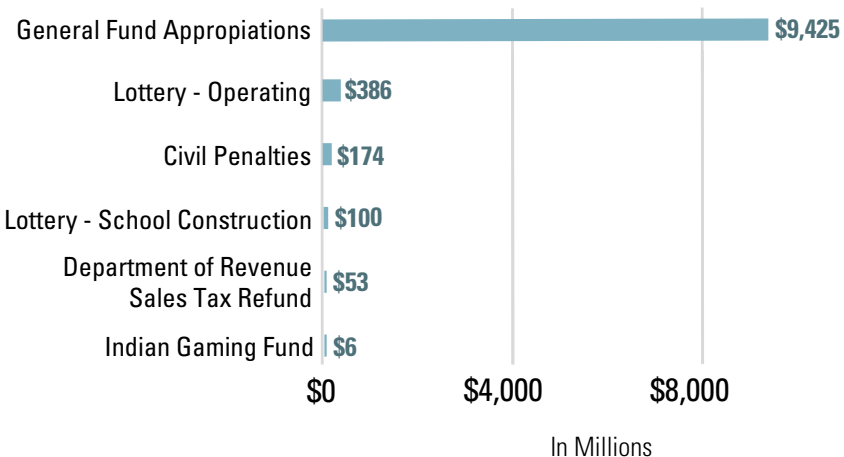 General Fund Appropiations $9,425
Lottery - Operating $386
Civil Penalties $174
Lottery - School Construction $100
Department of Revenue
Sales Tax Refund $53
Indian Gaming Fund $6
$0 $4,000 $8,000
In Millions